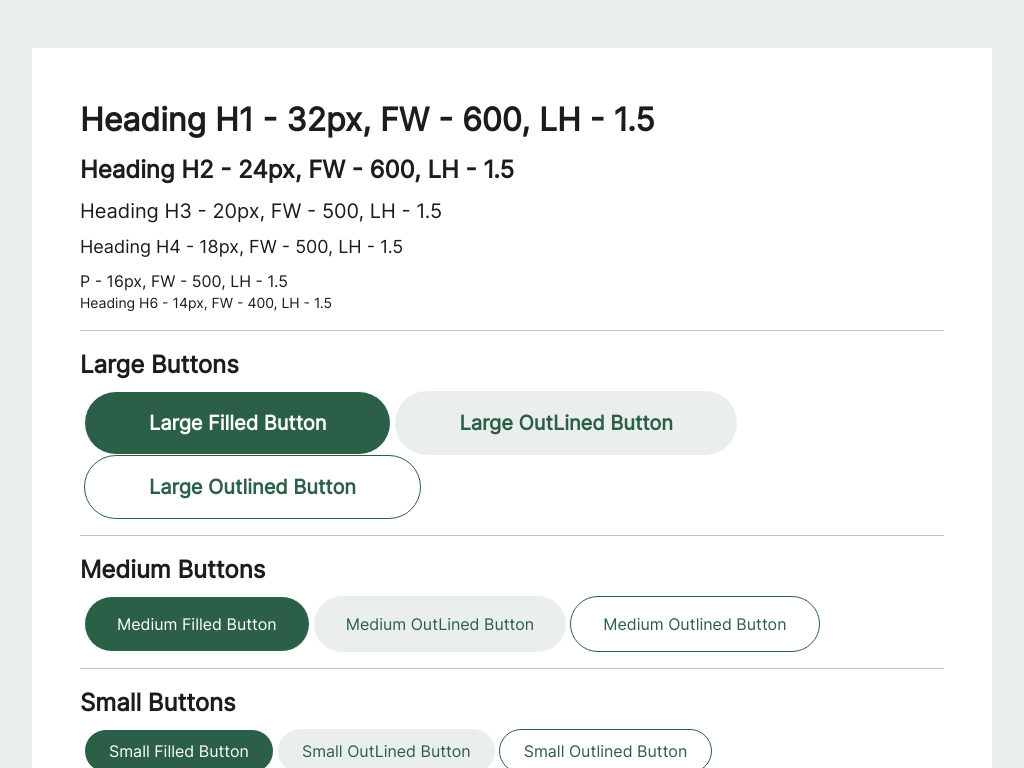 Heading H1 - 32px, FW - 600, LH - 1.5
Heading H2 - 24px, FW - 600, LH - 1.5
Heading H3 - 20px, FW - 500, LH - 1.5
Heading H4 - 18px, FW - 500, LH - 1.5
P - 16px, FW - 500, LH - 1.5
Heading H6 - 14px, FW - 400, LH - 1.5
Large Buttons
Large Filled Button Large OutLined Button
Large Outlined Button
Medium Buttons
Medium Filled Button Medium OutLined Button Medium Outlined Button
Small Buttons
Small Filled Button Small OutLined Button Small Outlined Button